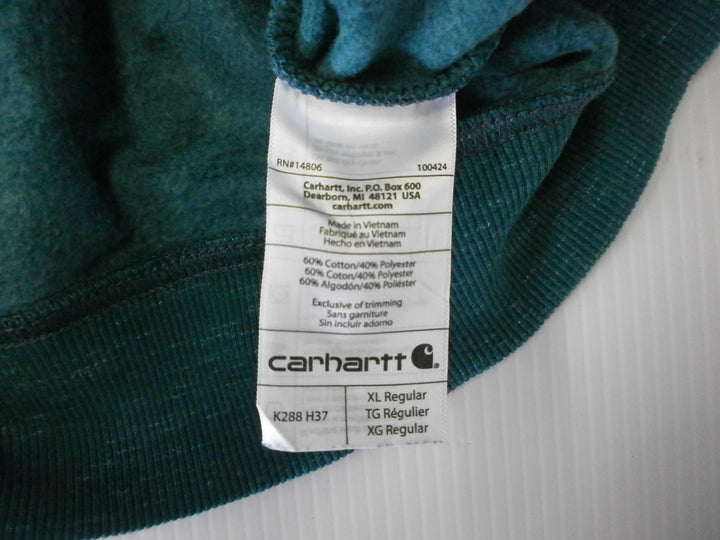 RN#14806 100424
Carhartt, Inc. P.O. Box 600
Dearborn, MI 48121 USA
carhartt.com
Made in Vietnam
Fabriqué au Vietnam
Hecho en Vietnam
60% Cotton/40% Polyester
60% Coton/40% Polyester
60% Algodón/40% Poliéster
Exclusive of trimming
Sans garniture
Sin incluir adorno
carhartt
K288 H37
XL Regular
TG Régulier
XG Regular